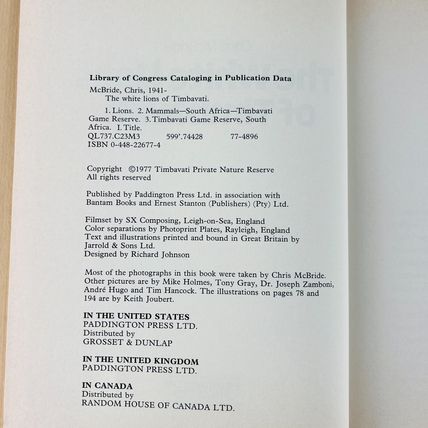 Library of Congress Cataloging in Publication Data
McBride, Chris, 1941-
The white lions of Timbavati.
1. Lions. 2. Mammals—South Africa—Timbavati
Game Reserve. 3. Timbavati Game Reserve, South
Africa. I. Title.
QL737.C23M3 599'.74428 77-4896
ISBN 0-448-22677-4
Copyright ©1977 Timbavati Private Nature Reserve
All rights reserved
Published by Paddington Press Ltd. in association with
Bantam Books and Ernest Stanton (Publishers) (Pty) Ltd.
Filmset by SX Composing, Leigh-on-Sea, England
Color separations by Photoprint Plates, Rayleigh, England
Text and illustrations printed and bound in Great Britain by
Jarrold & Sons Ltd.
Designed by Richard Johnson
Most of the photographs in this book were taken by Chris McBride.
Other pictures are by Mike Holmes, Tony Gray, Dr. Joseph Zamboni,
André Hugo and Tim Hancock. The illustrations on pages 78 and
194 are by Keith Joubert.
IN THE UNITED STATES
PADDINGTON PRESS LTD.
Distributed by
GROSSET & DUNLAP
IN THE UNITED KINGDOM
PADDINGTON PRESS LTD.
IN CANADA
Distributed by
RANDOM HOUSE OF CANADA LTD.